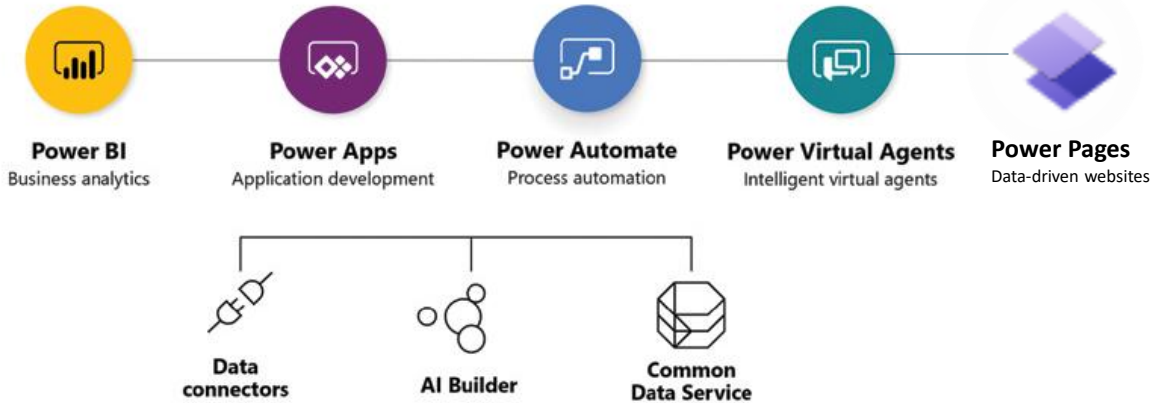 Power BI
Business analytics
Power Apps
Application development
Power Automate
Process automation
Power Virtual Agents
Intelligent virtual agents
Power Pages
Data-driven websites
Data
connectors
AI Builder
Common
Data Service